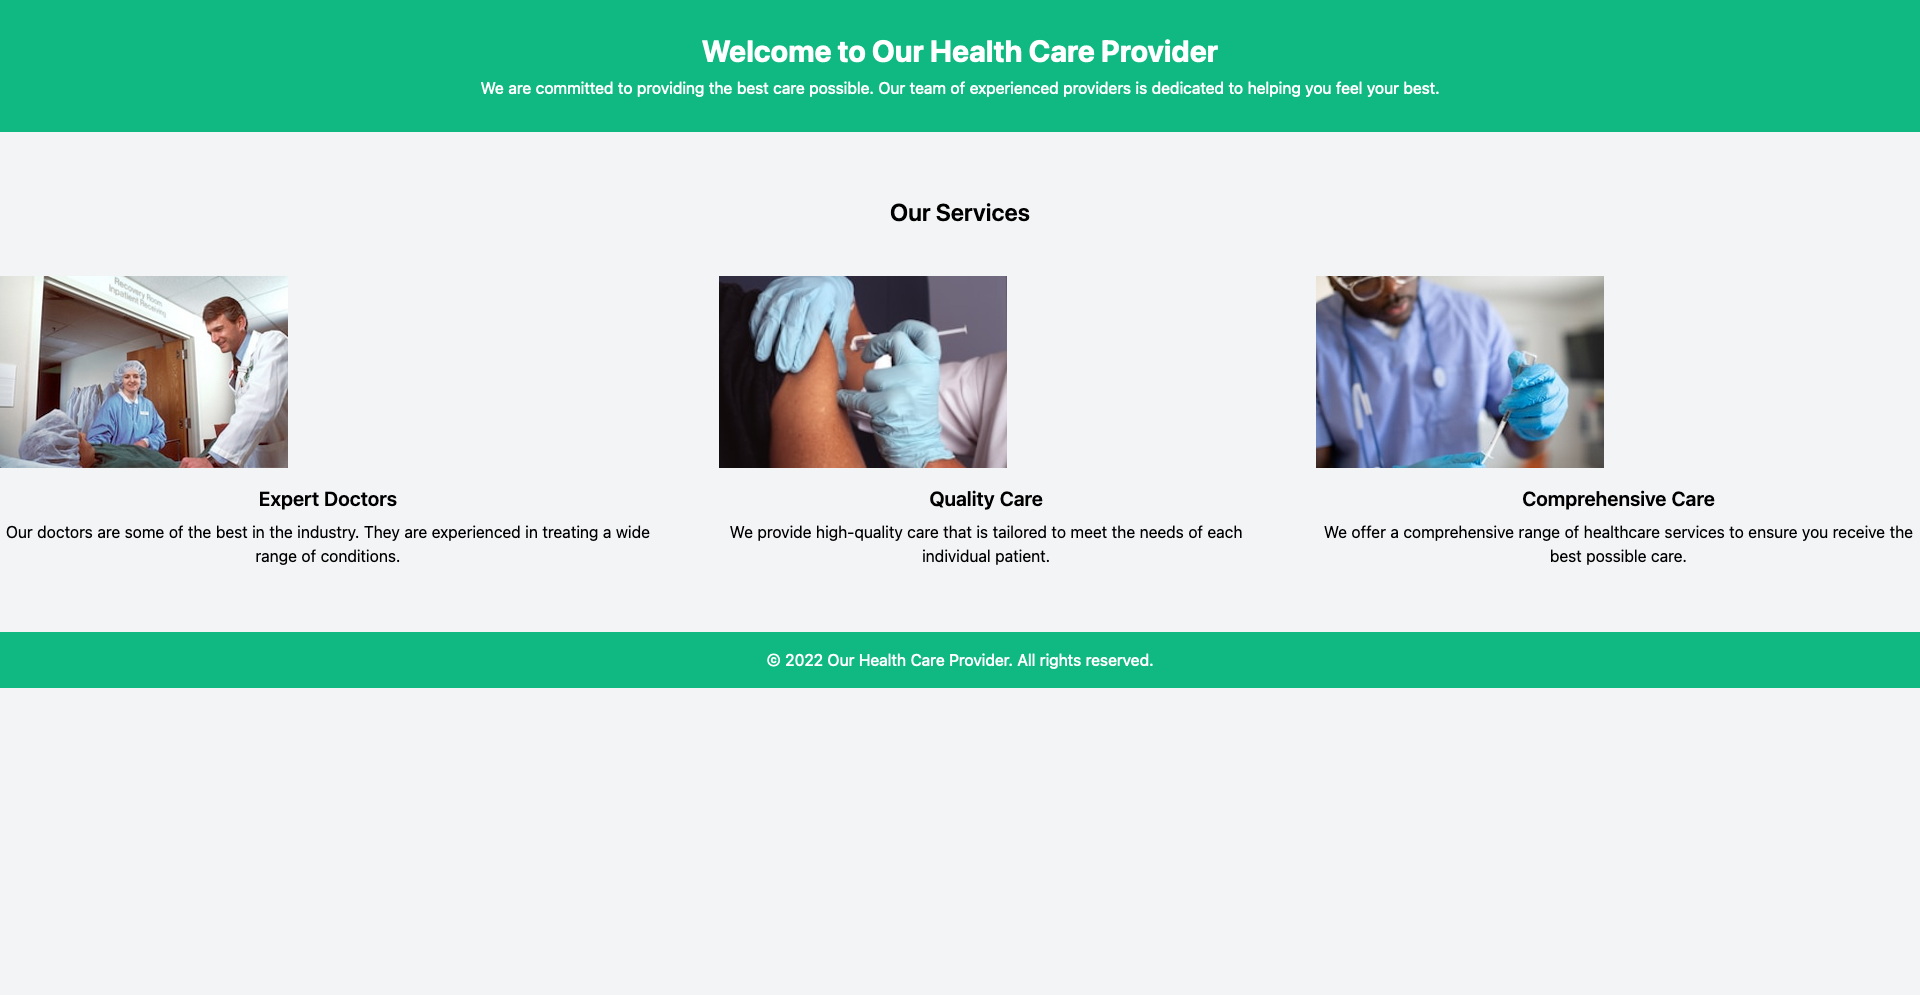 Welcome to Our Health Care Provider
We are committed to providing the best care possible. Our team of experienced providers is dedicated to helping you feel your best.
Our Services
Recovery Room
Inpatient Receiving
Expert Doctors
Our doctors are some of the best in the industry. They are experienced in treating a wide
range of conditions.
Quality Care
We provide high-quality care that is tailored to meet the needs of each
individual patient.
Comprehensive Care
We offer a comprehensive range of healthcare services to ensure you receive the
best possible care.
© 2022 Our Health Care Provider. All rights reserved.